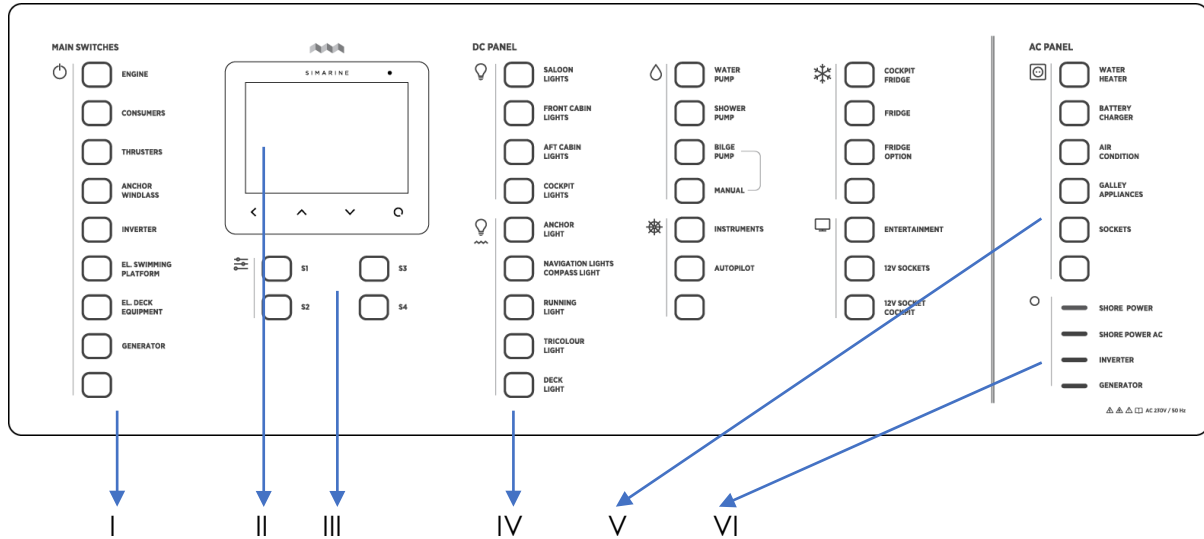 MAIN SWITCHES
ENGINE
CONSUMERS
THRUSTERS
ANCHOR
WINDLASS
INVERTER
EL. SWIMMING
PLATFORM
EL. DECK
EQUIPMENT
GENERATOR
SIMARINE
S1
S2
S3
S4
DC PANEL
SALOON
LIGHTS
FRONT CABIN
LIGHTS
AFT CABIN
LIGHTS
COCKPIT
LIGHTS
ANCHOR
LIGHT
NAVIGATION LIGHTS
COMPASS LIGHT
RUNNING
LIGHT
TRICOLOUR
LIGHT
DECK
LIGHT
WATER
PUMP
SHOWER
PUMP
BILGE
PUMP
MANUAL
INSTRUMENTS
AUTOPILOT
COCKPIT
FRIDGE
FRIDGE
FRIDGE
OPTION
ENTERTAINMENT
12V SOCKETS
12V SOCKET
COCKPIT
AC PANEL
WATER
HEATER
BATTERY
CHARGER
AIR
CONDITION
GALLEY
APPLIANCES
SOCKETS
SHORE POWER
SHORE POWER AC
INVERTER
GENERATOR
AC 230V / 50 Hz
I II III IV V VI